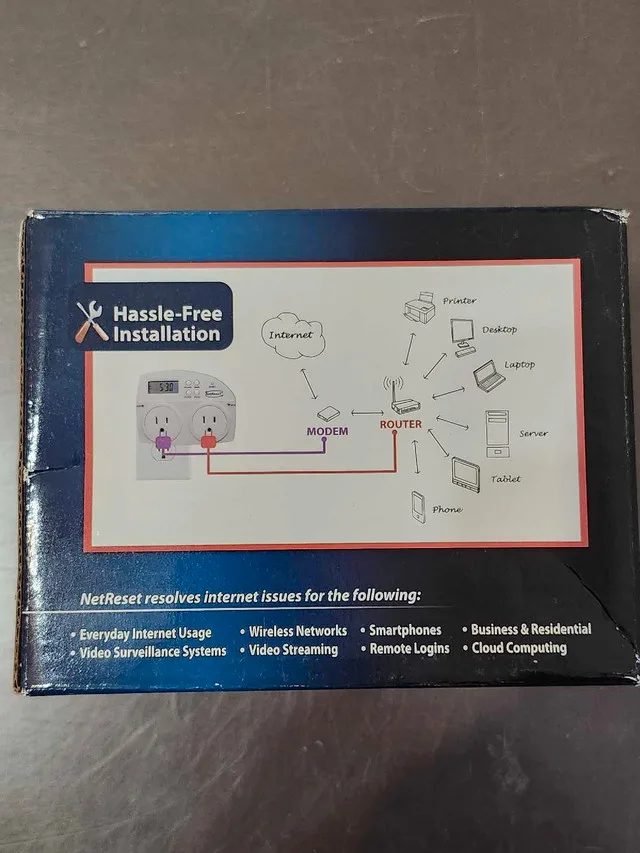 Hassle-Free
Installation
Internet
Printer
Desktop
Laptop
Server
Tablet
Phone
5:30
MODEM
ROUTER
NetReset resolves internet issues for the following:
• Everyday Internet Usage • Wireless Networks • Smartphones • Business & Residential
• Video Surveillance Systems • Video Streaming • Remote Logins • Cloud Computing